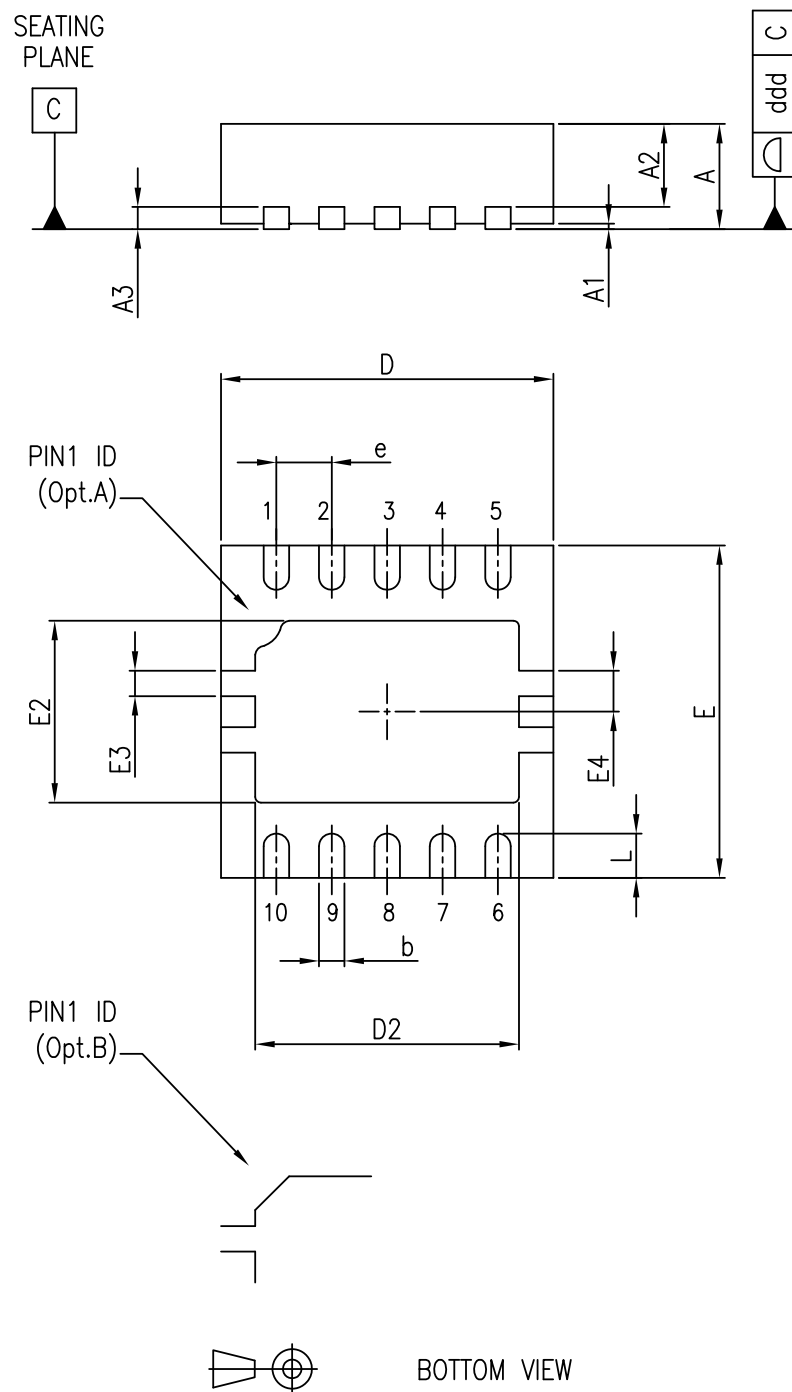 SEATING
PLANE
C
ddd C
A2
A
A3
A1
D
e
PIN1 ID
(Opt.A)
1 2 3 4 5
E2
E3
E4
E
L
10 9 8 7 6
b
D2
PIN1 ID
(Opt.B)
BOTTOM VIEW